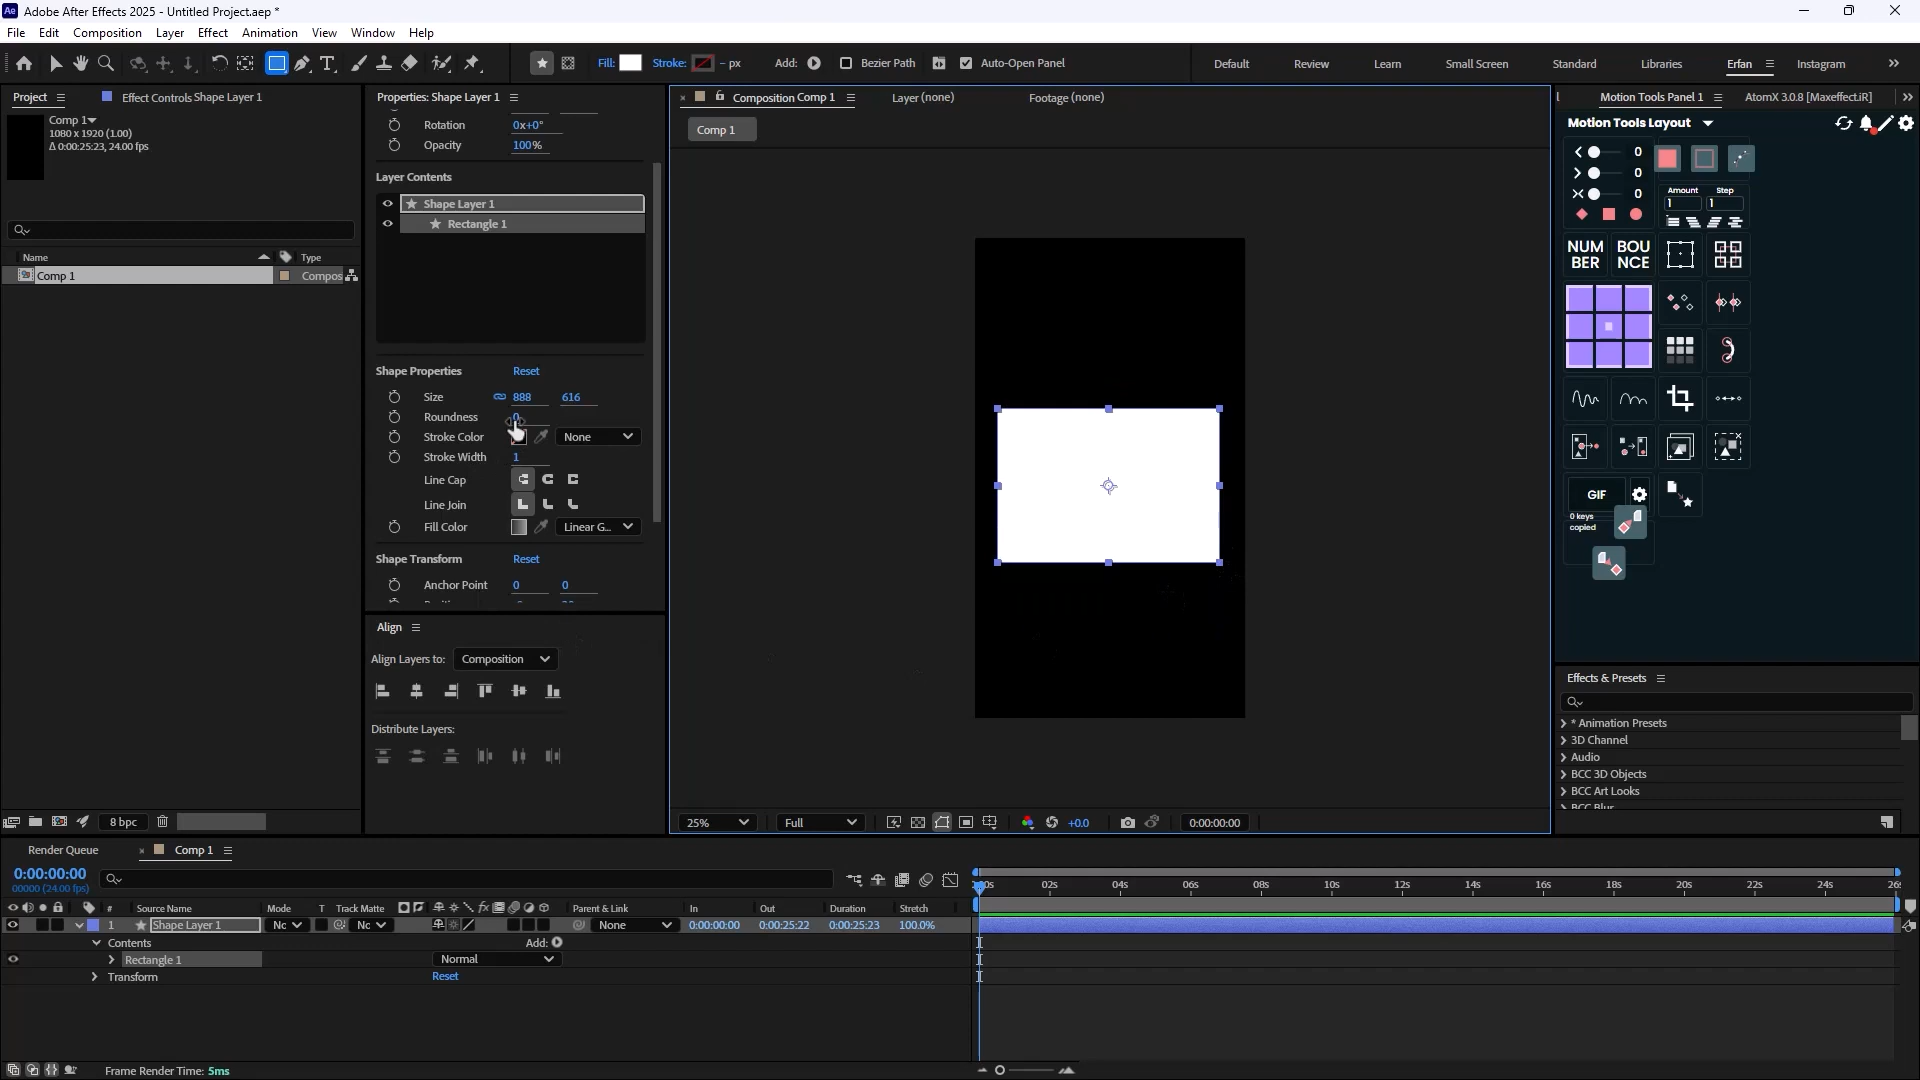 Adobe After Effects 2025 - Untitled Project.aep *
File Edit Composition Layer Effect Animation View Window Help
Fill: Stroke: - px Add: Bezier Path Auto-Open Panel Default Review Learn Small Screen Standard Libraries Erfan Instagram
Project Effect Controls Shape Layer 1
Comp 1
1080 x 1920 (1.00)
Δ 0:00:25:23, 24.00 fps
Name Type
Comp 1 Compos
8 bpc
Properties: Shape Layer 1
Rotation 0x+0°
Opacity 100%
Layer Contents
Shape Layer 1
Rectangle 1
Shape Properties Reset
Size 888 616
Roundness 0
Stroke Color None
Stroke Width 1
Line Cap
Line Join
Fill Color Linear G...
Shape Transform Reset
Anchor Point 0 0
Align
Align Layers to: Composition
Distribute Layers:
Composition Comp 1 Layer (none) Footage (none)
Comp 1
25% Full +0.0 0:00:00:00
Motion Tools Panel 1 AtomX 3.0.8 [Maxeffect.iR]
Motion Tools Layout
0
0
0
Amount Step
1 1
NUM
BER
BOU
NCE
GIF
0 keys
copied
Effects & Presets
* Animation Presets
3D Channel
Audio
BCC 3D Objects
BCC Art Looks
BCC Blur
Render Queue Comp 1
0:00:00:00
00000 (24.00 fps)
# Source Name Mode T Track Matte fx Parent & Link In Out Duration Stretch
1 Shape Layer 1 Nc Nc None 0:00:00:00 0:00:25:22 0:00:25:23 100.0%
Contents Add:
Rectangle 1 Normal
Transform Reset
02s 04s 06s 08s 10s 12s 14s 16s 18s 20s 22s 24s
Frame Render Time: 5ms